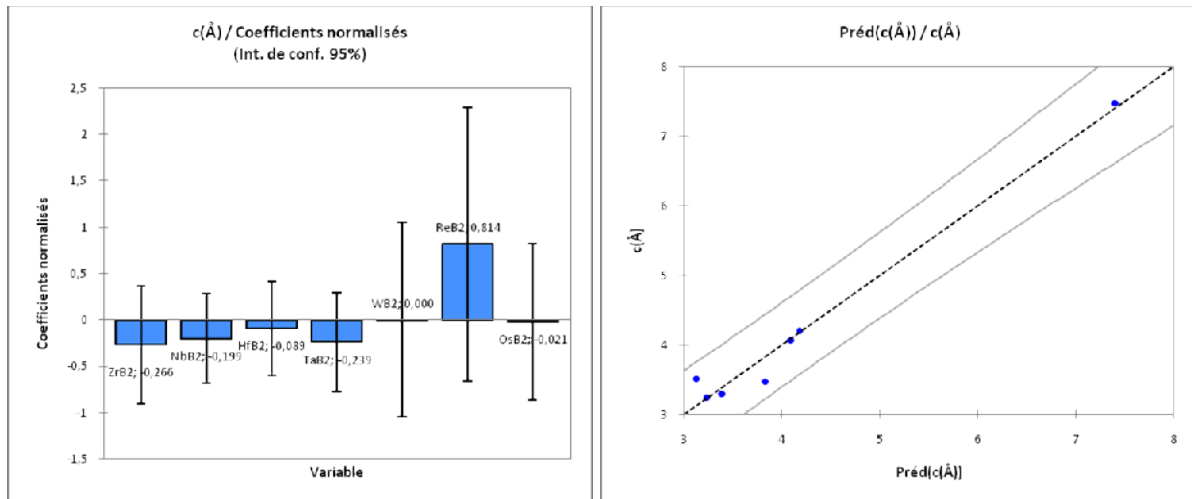 c(Å) / Coefficients normalisés
(Int. de conf. 95%)
Coefficients normalisés
2,5
2
1,5
1
0,5
0
-0,5
-1
-1,5
ZrB2; -0,266
NbB2; -0,199
HfB2; -0,089
TaB2; -0,239
WB2; 0,000
ReB2; 0,814
OsB2; -0,021
Variable
Préd(c(Å)) / c(Å)
c(Å)
8
7
6
5
4
3
3 4 5 6 7 8
Préd(c(Å))